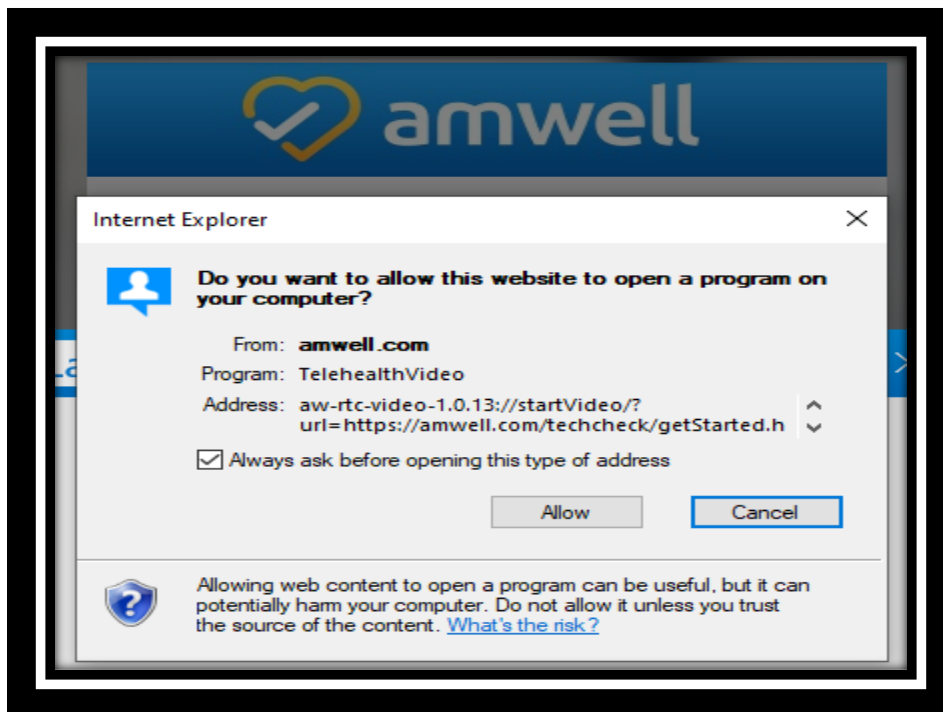 amwell
Internet Explorer
Do you want to allow this website to open a program on
your computer?
From: amwell.com
Program: TelehealthVideo
Address: aw-rtc-video-1.0.13://startVideo/?
url=https://amwell.com/techcheck/getStarted.h
Always ask before opening this type of address
Allow Cancel
Allowing web content to open a program can be useful, but it can
potentially harm your computer. Do not allow it unless you trust
the source of the content. What's the risk?